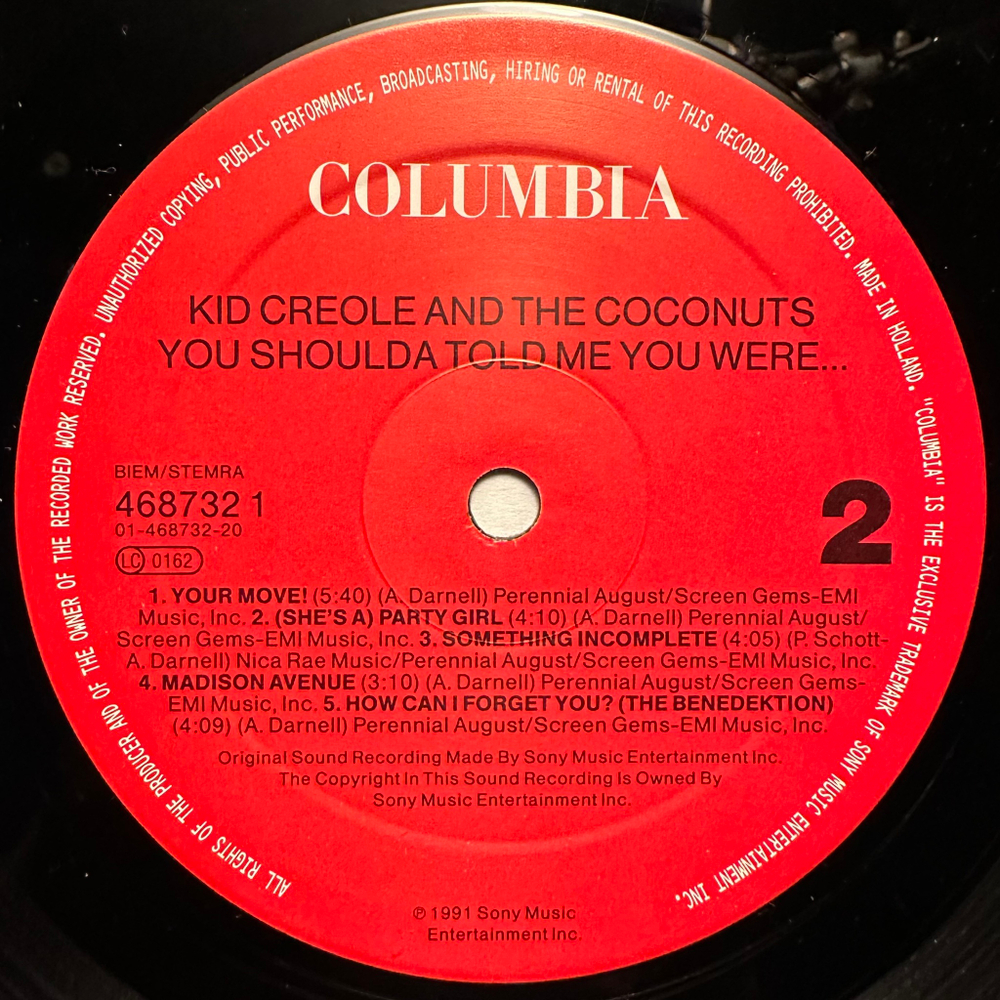 ALL RIGHTS OF THE PRODUCER AND OF THE OWNER OF THE RECORDED WORK RESERVED. UNAUTHORIZED COPYING, PUBLIC PERFORMANCE, BROADCASTING, HIRING OR RENTAL OF THIS RECORDING PROHIBITED. MADE IN HOLLAND. "COLUMBIA" IS THE EXCLUSIVE TRADEMARK OF SONY MUSIC ENTERTAINMENT INC.
COLUMBIA
KID CREOLE AND THE COCONUTS
YOU SHOULDA TOLD ME YOU WERE...
BIEM/STEMRA
468732 1
01-468732-20
LC 0162
2
1. YOUR MOVE! (5:40) (A. Darnell) Perennial August/Screen Gems-EMI
Music, Inc. 2. (SHE'S A) PARTY GIRL (4:10) (A. Darnell) Perennial August/
Screen Gems-EMI Music, Inc. 3. SOMETHING INCOMPLETE (4:05) (P. Schott-
A. Darnell) Nica Rae Music/Perennial August/Screen Gems-EMI Music, Inc.
4. MADISON AVENUE (3:10) (A. Darnell) Perennial August/Screen Gems-
EMI Music, Inc. 5. HOW CAN I FORGET YOU? (THE BENEDEKTION)
(4:09) (A. Darnell) Perennial August/Screen Gems-EMI Music, Inc.
Original Sound Recording Made By Sony Music Entertainment Inc.
The Copyright In This Sound Recording Is Owned By
Sony Music Entertainment Inc.
℗ 1991 Sony Music
Entertainment Inc.